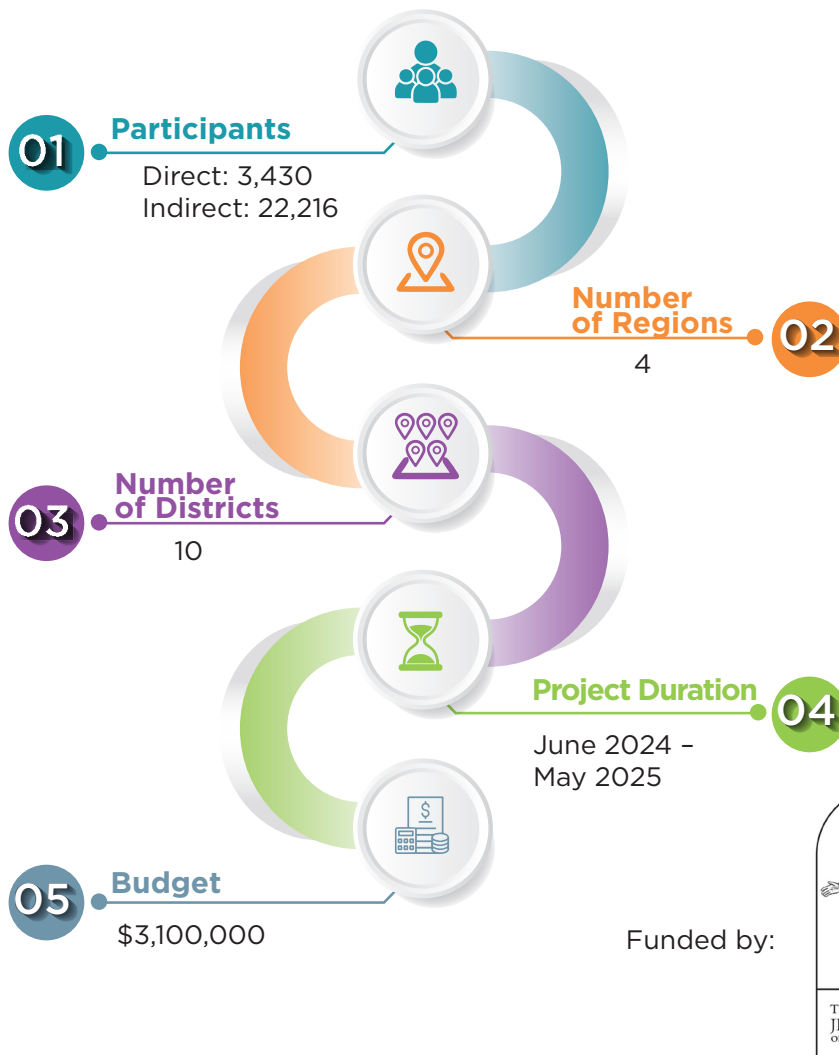 01
Participants
Direct: 3,430
Indirect: 22,216
Number
of Regions
02
4
03
Number
of Districts
10
Project Duration
04
June 2024 –
May 2025
05
Budget
$3,100,000
Funded by: